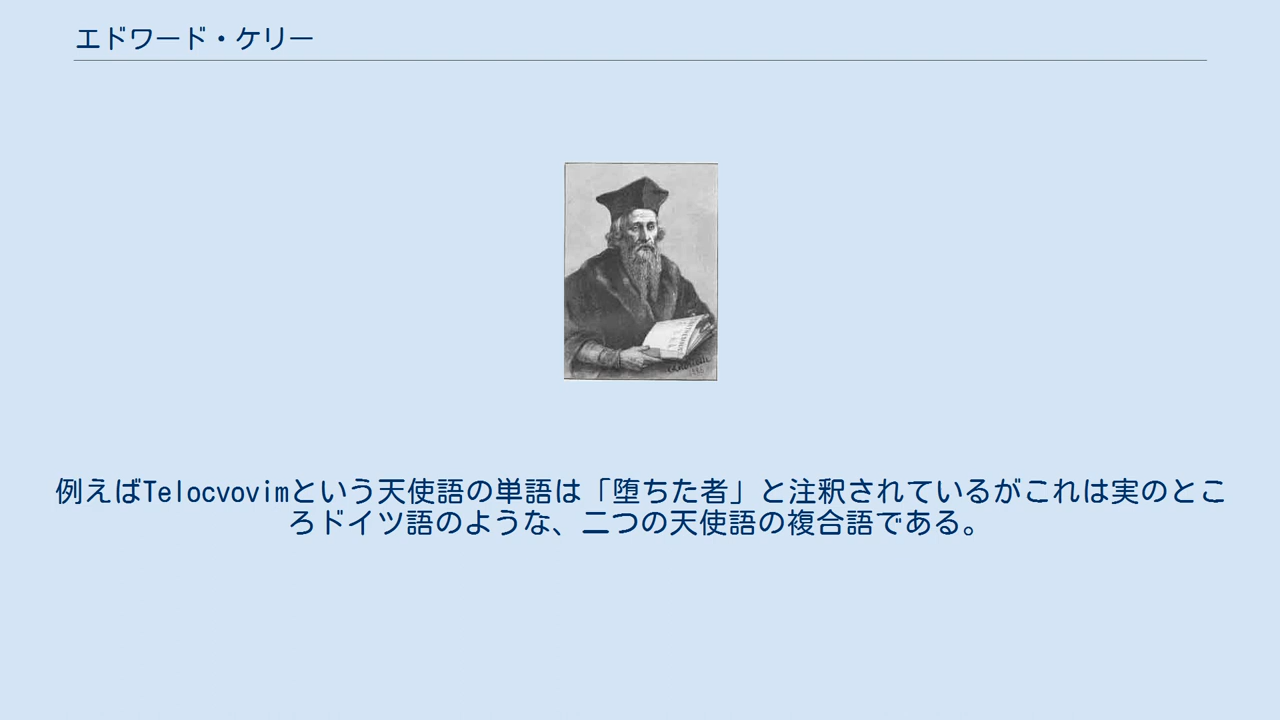 エドワード・ケリー
例えばTelocvovimという天使語の単語は「堕ちた者」と注釈されているがこれは実のとこ
ろドイツ語のような、二つの天使語の複合語である。